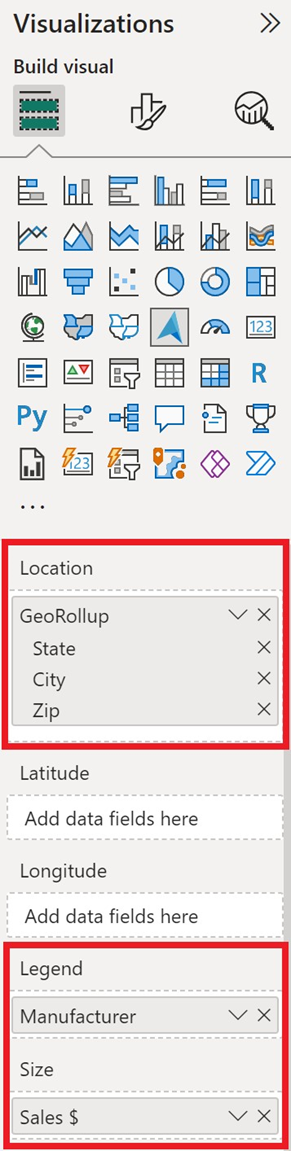 Visualizations
Build visual
123
R
Py
123
...
Location
GeoRollup
State
City
Zip
Latitude
Add data fields here
Longitude
Add data fields here
Legend
Manufacturer
Size
Sales $